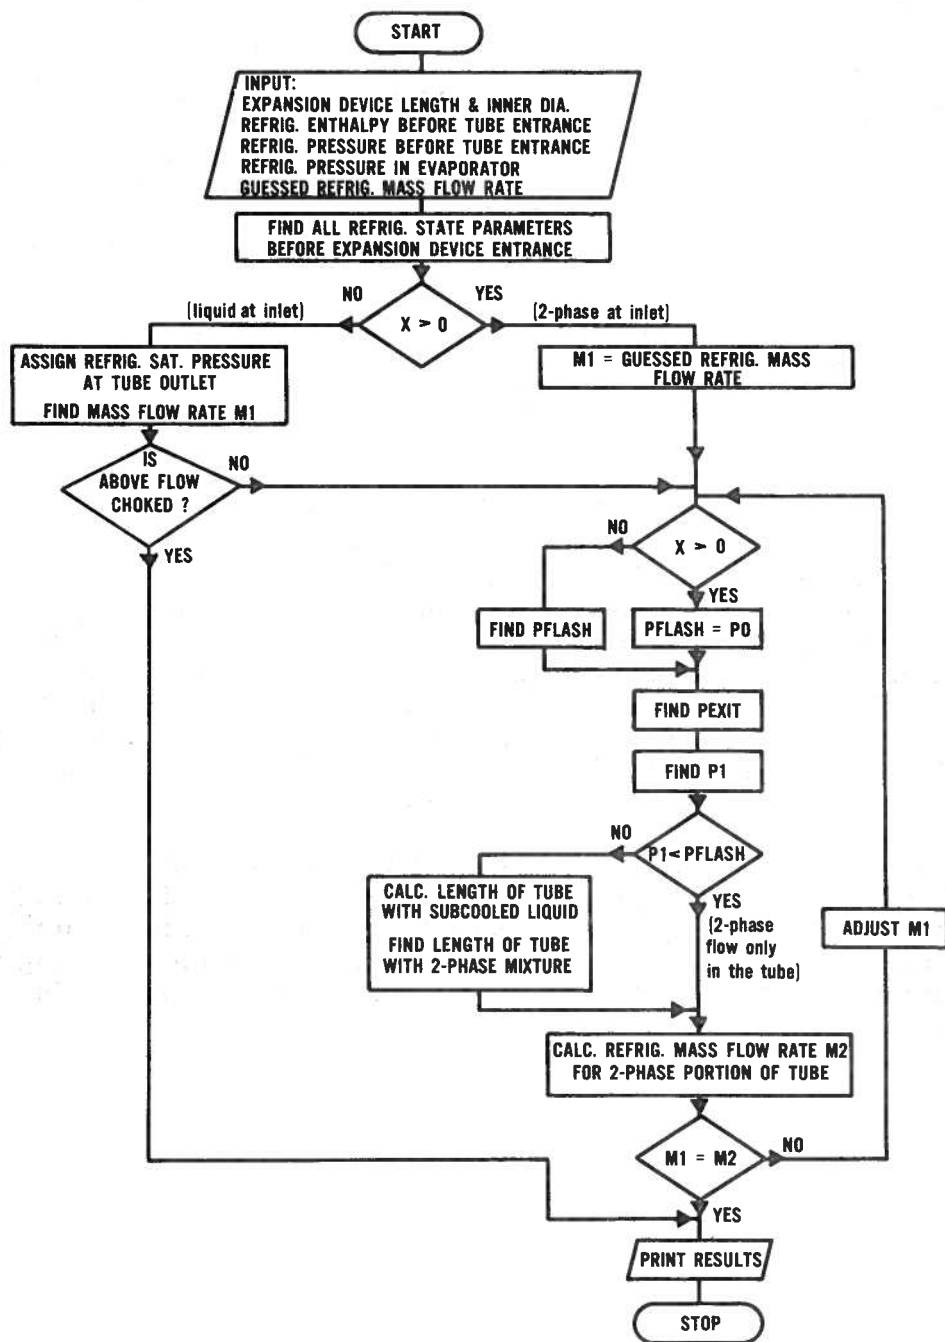 START
INPUT:
EXPANSION DEVICE LENGTH & INNER DIA.
REFRIG. ENTHALPY BEFORE TUBE ENTRANCE
REFRIG. PRESSURE BEFORE TUBE ENTRANCE
REFRIG. PRESSURE IN EVAPORATOR
GUESSED REFRIG. MASS FLOW RATE
FIND ALL REFRIG. STATE PARAMETERS
BEFORE EXPANSION DEVICE ENTRANCE
NO
YES
(liquid at inlet)
X > 0
(2-phase at inlet)
ASSIGN REFRIG. SAT. PRESSURE
AT TUBE OUTLET
FIND MASS FLOW RATE M1
M1 = GUESSED REFRIG. MASS
FLOW RATE
IS
ABOVE FLOW
CHOKED ?
NO
YES
NO
X > 0
YES
FIND PFLASH
PFLASH = P0
FIND PEXIT
FIND P1
NO
P1<PFLASH
YES
(2-phase
flow only
in the tube)
CALC. LENGTH OF TUBE
WITH SUBCOOLED LIQUID
FIND LENGTH OF TUBE
WITH 2-PHASE MIXTURE
ADJUST M1
CALC. REFRIG. MASS FLOW RATE M2
FOR 2-PHASE PORTION OF TUBE
M1 = M2
NO
YES
PRINT RESULTS
STOP